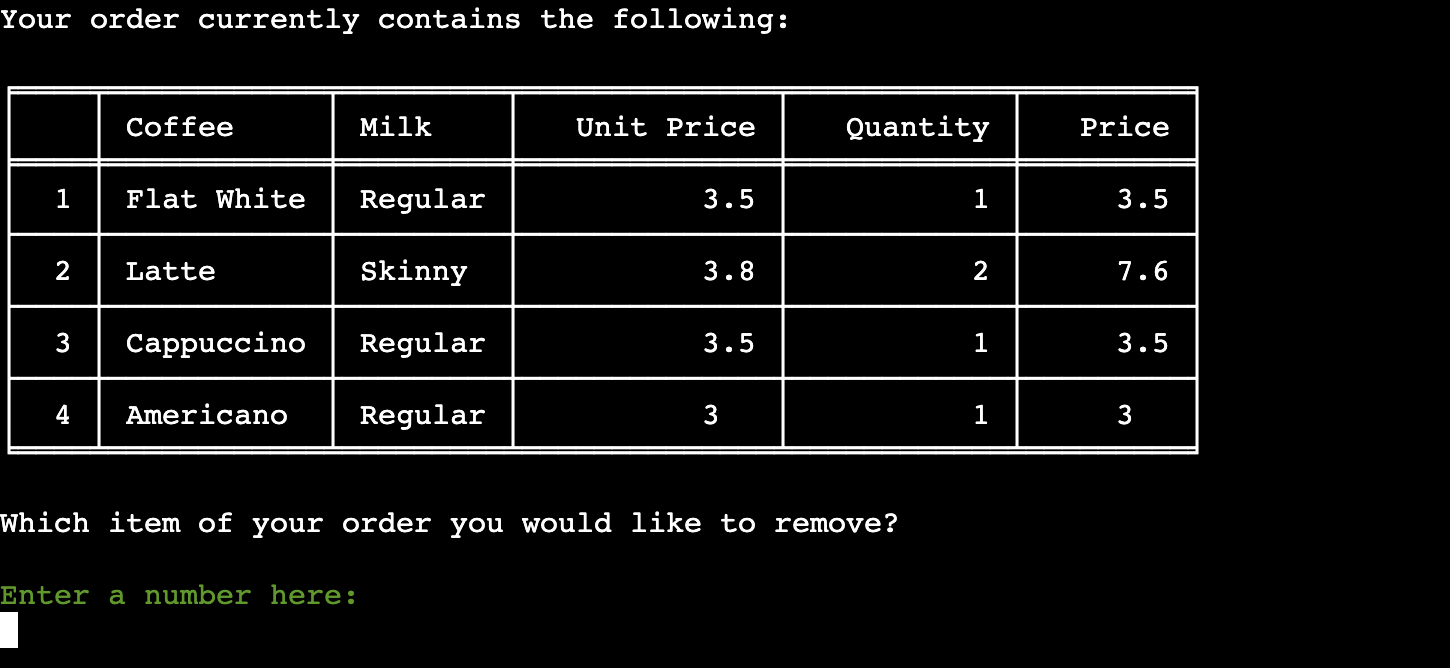 Your order currently contains the following:
Coffee Milk Unit Price Quantity Price
1 Flat White Regular 3.5 1 3.5
2 Latte Skinny 3.8 2 7.6
3 Cappuccino Regular 3.5 1 3.5
4 Americano Regular 3 1 3
Which item of your order you would like to remove?
Enter a number here: